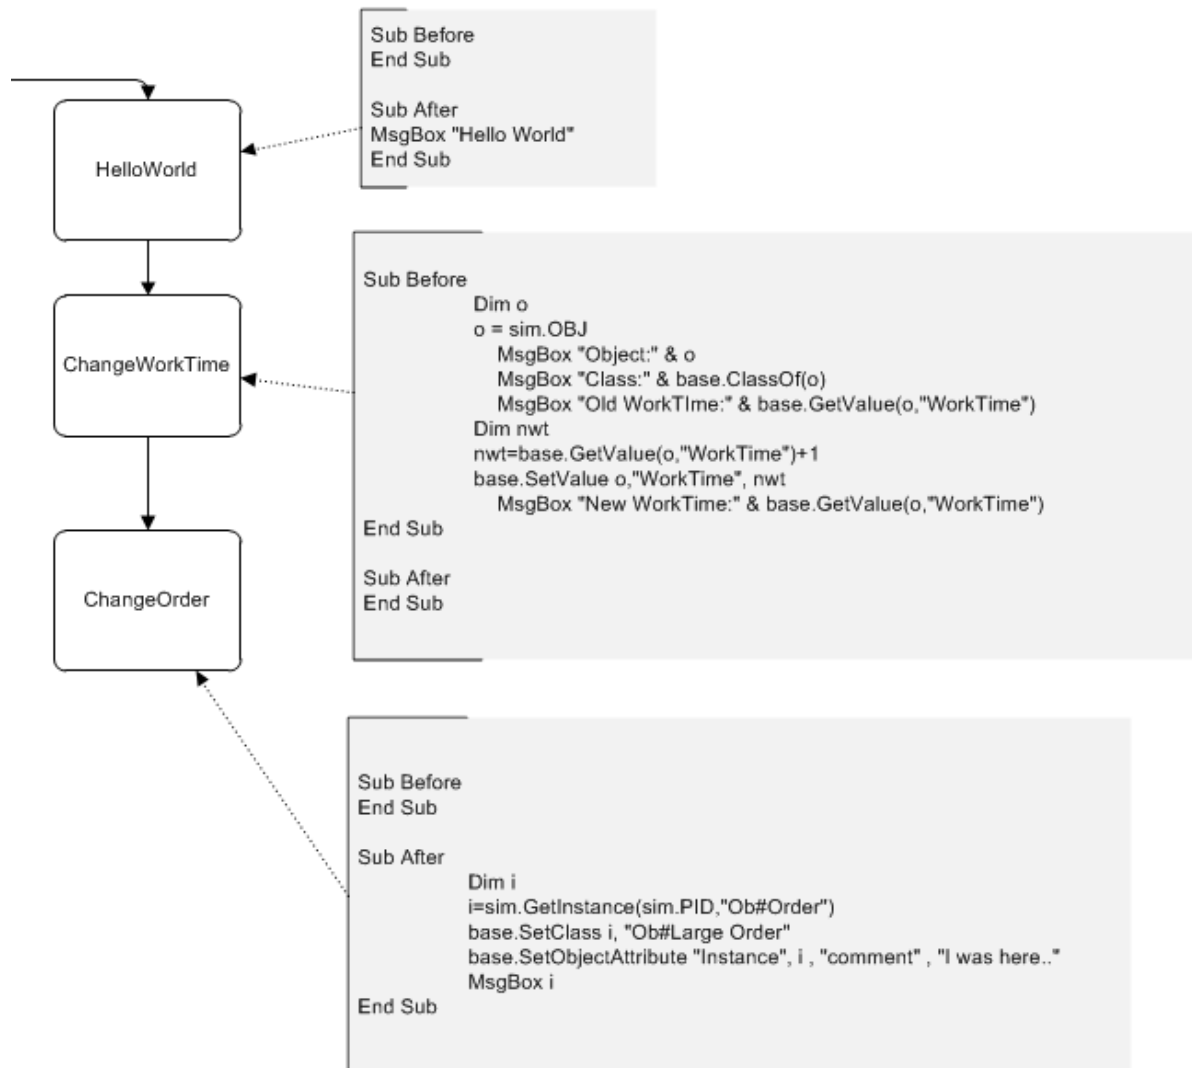 Sub Before
End Sub
Sub After
MsgBox "Hello World"
End Sub
HelloWorld
Sub Before
Dim o
o = sim.OBJ
MsgBox "Object:" & o
MsgBox "Class:" & base.ClassOf(o)
MsgBox "Old WorkTIme:" & base.GetValue(o,"WorkTime")
Dim nwt
nwt=base.GetValue(o,"WorkTime")+1
base.SetValue o,"WorkTime", nwt
MsgBox "New WorkTime:" & base.GetValue(o,"WorkTime")
End Sub
Sub After
End Sub
ChangeWorkTime
ChangeOrder
Sub Before
End Sub
Sub After
Dim i
i=sim.GetInstance(sim.PID,"Ob#Order")
base.SetClass i, "Ob#Large Order"
base.SetObjectAttribute "Instance", i , "comment" , "I was here.."
MsgBox i
End Sub